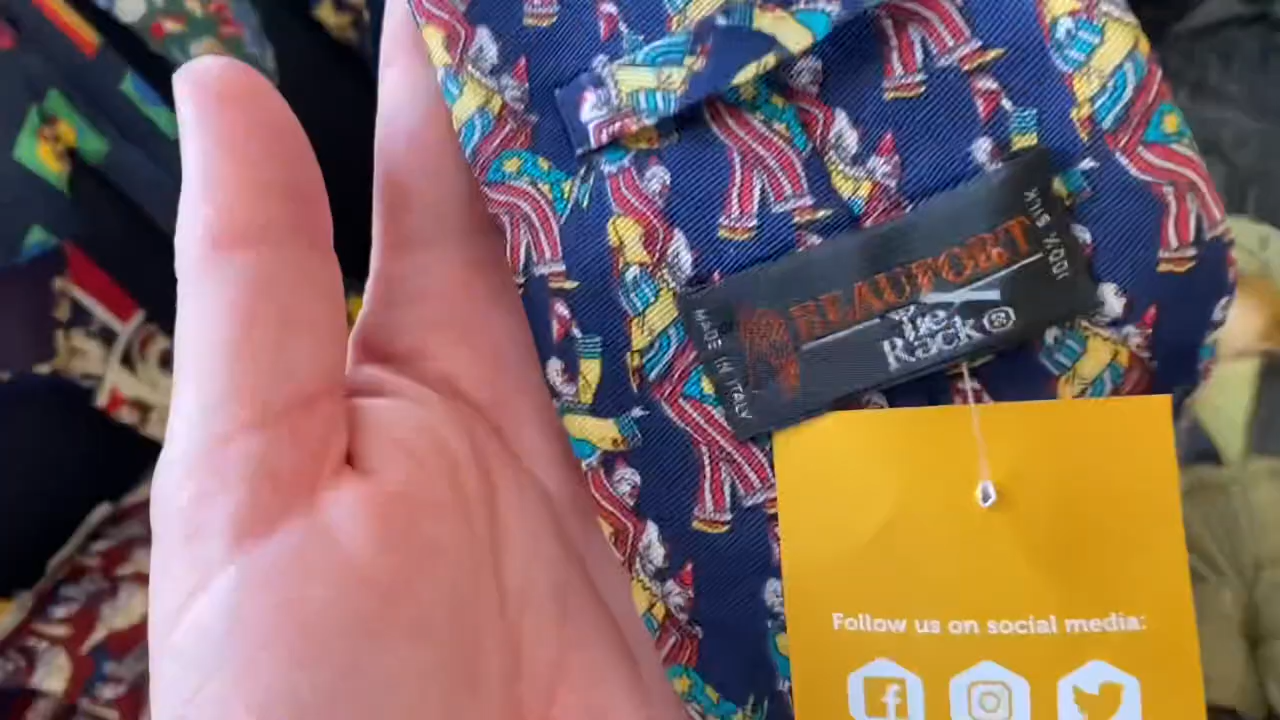 100% SILK
BEAUFORT
Tie
Rack
MADE IN ITALY
Follow us on social media:
f